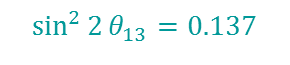 sin² 2 θ₁₃ = 0.137